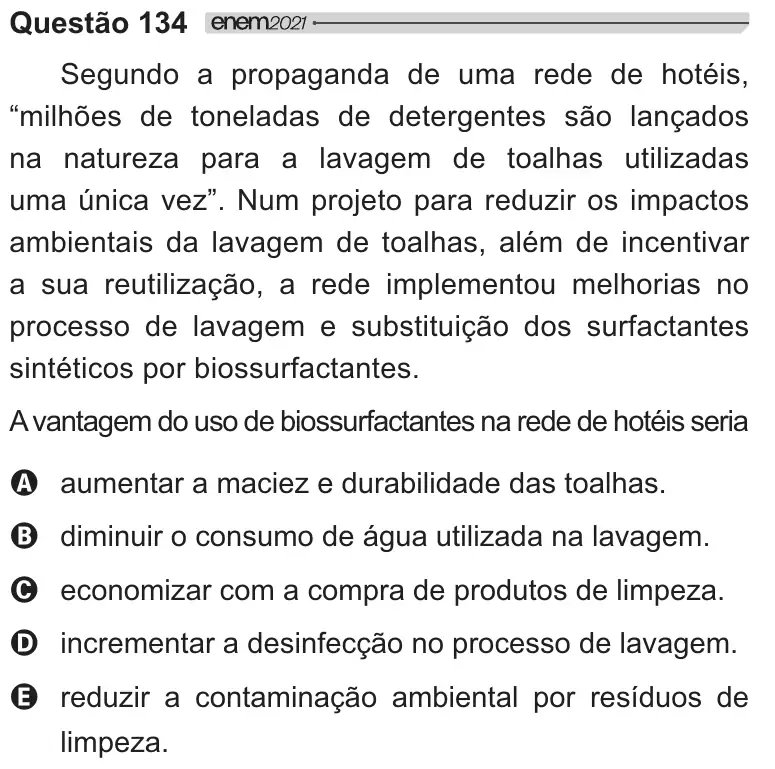 Questão 134 enem2021
Segundo a propaganda de uma rede de hotéis,
“milhões de toneladas de detergentes são lançados
na natureza para a lavagem de toalhas utilizadas
uma única vez”. Num projeto para reduzir os impactos
ambientais da lavagem de toalhas, além de incentivar
a sua reutilização, a rede implementou melhorias no
processo de lavagem e substituição dos surfactantes
sintéticos por biossurfactantes.
A vantagem do uso de biossurfactantes na rede de hotéis seria
A aumentar a maciez e durabilidade das toalhas.
B diminuir o consumo de água utilizada na lavagem.
C economizar com a compra de produtos de limpeza.
D incrementar a desinfecção no processo de lavagem.
E reduzir a contaminação ambiental por resíduos de
limpeza.